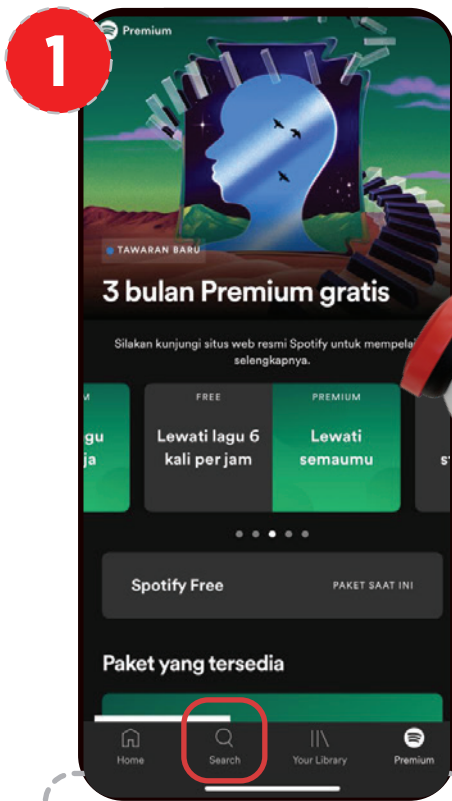 1
Premium
TAWARAN BARU
3 bulan Premium gratis
Silakan kunjungi situs web resmi Spotify untuk
selengkapnya.
FREE
PREMIUM
Lewati lagu 6
kali per jam
Lewati
semaumu
Spotify Free
PAKET SAAT INI
Paket yang tersedia
Home
Search
Your Library
Premium